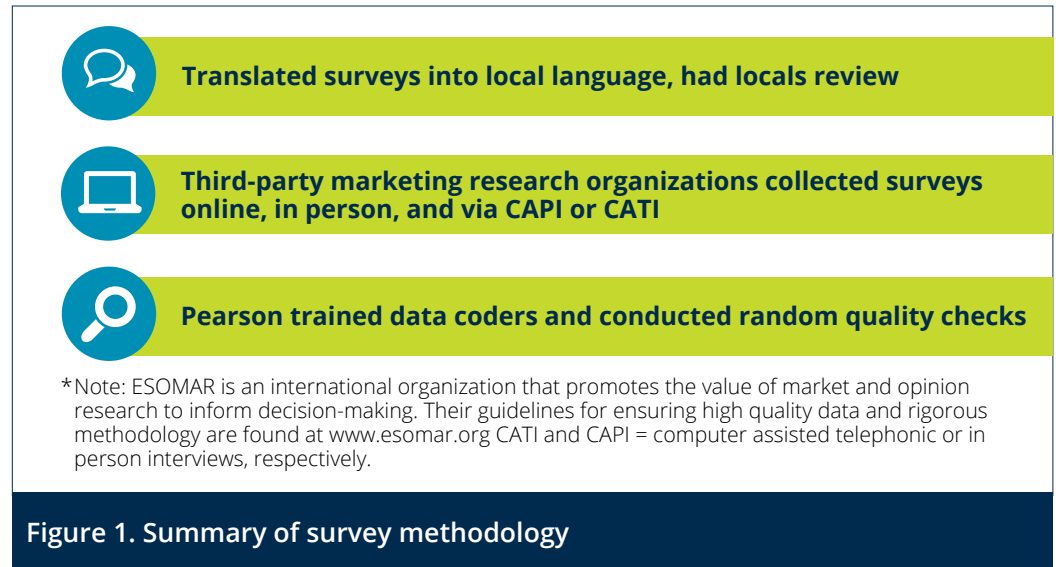 Translated surveys into local language, had locals review
Third-party marketing research organizations collected surveys
online, in person, and via CAPI or CATI
Pearson trained data coders and conducted random quality checks
*Note: ESOMAR is an international organization that promotes the value of market and opinion
research to inform decision-making. Their guidelines for ensuring high quality data and rigorous
methodology are found at www.esomar.org CATI and CAPI = computer assisted telephonic or in
person interviews, respectively.
Figure 1. Summary of survey methodology